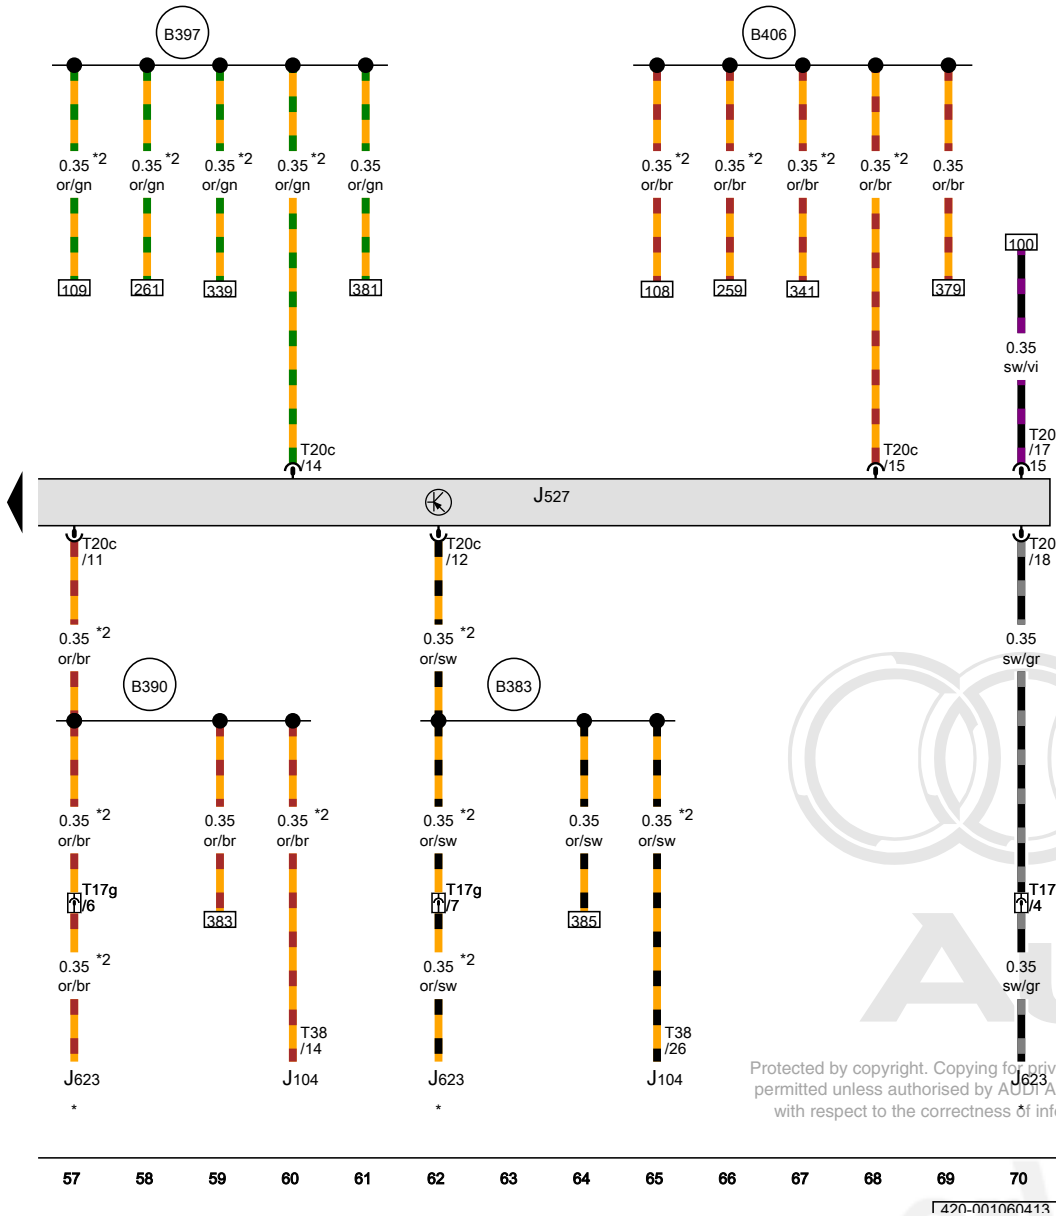 B397
B406
0.35 *2
or/gn
0.35 *2
or/gn
0.35 *2
or/gn
0.35 *2
or/gn
0.35
or/gn
0.35 *2
or/br
0.35 *2
or/br
0.35 *2
or/br
0.35 *2
or/br
0.35
or/br
100
109
261
339
381
108
259
341
379
0.35
sw/vi
T20c
/14
T20c
/15
T20
/17
15
J527
T20c
/11
T20c
/12
T20
/18
0.35 *2
or/br
0.35 *2
or/sw
0.35
sw/gr
B390
B383
0.35 *2
or/br
0.35
or/br
0.35 *2
or/br
0.35 *2
or/sw
0.35
or/sw
0.35 *2
or/sw
T17g
/6
383
T17g
/7
385
T17
/4
0.35 *2
or/br
0.35 *2
or/sw
0.35
sw/gr
T38
/14
T38
/26
J623
J104
J623
J104
J623
*
*
*
Au
Protected by copyright. Copying for priv
permitted unless authorised by AUDI A
with respect to the correctness of info
57 58 59 60 61 62 63 64 65 66 67 68 69 70
420-001060413